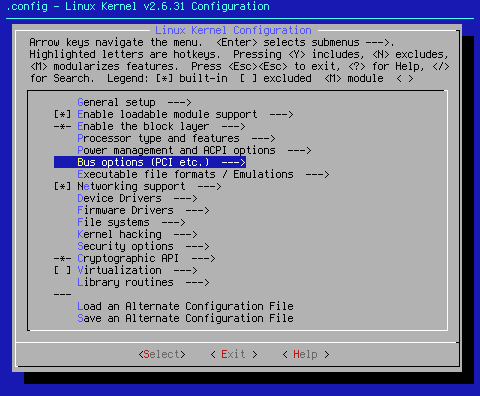 .config - Linux Kernel v2.6.31 Configuration
Linux Kernel Configuration
Arrow keys navigate the menu. <Enter> selects submenus --->.
Highlighted letters are hotkeys. Pressing <Y> includes, <N> excludes,
<M> modularizes features. Press <Esc><Esc> to exit, <?> for Help, </>
for Search. Legend: [*] built-in [ ] excluded <M> module < >
General setup --->
[*] Enable loadable module support --->
-*- Enable the block layer --->
Processor type and features --->
Power management and ACPI options --->
Bus options (PCI etc.) --->
Executable file formats / Emulations --->
[*] Networking support --->
Device Drivers --->
Firmware Drivers --->
File systems --->
Kernel hacking --->
Security options --->
-*- Cryptographic API --->
[ ] Virtualization --->
Library routines --->
---
Load an Alternate Configuration File
Save an Alternate Configuration File
<Select> < Exit > < Help >